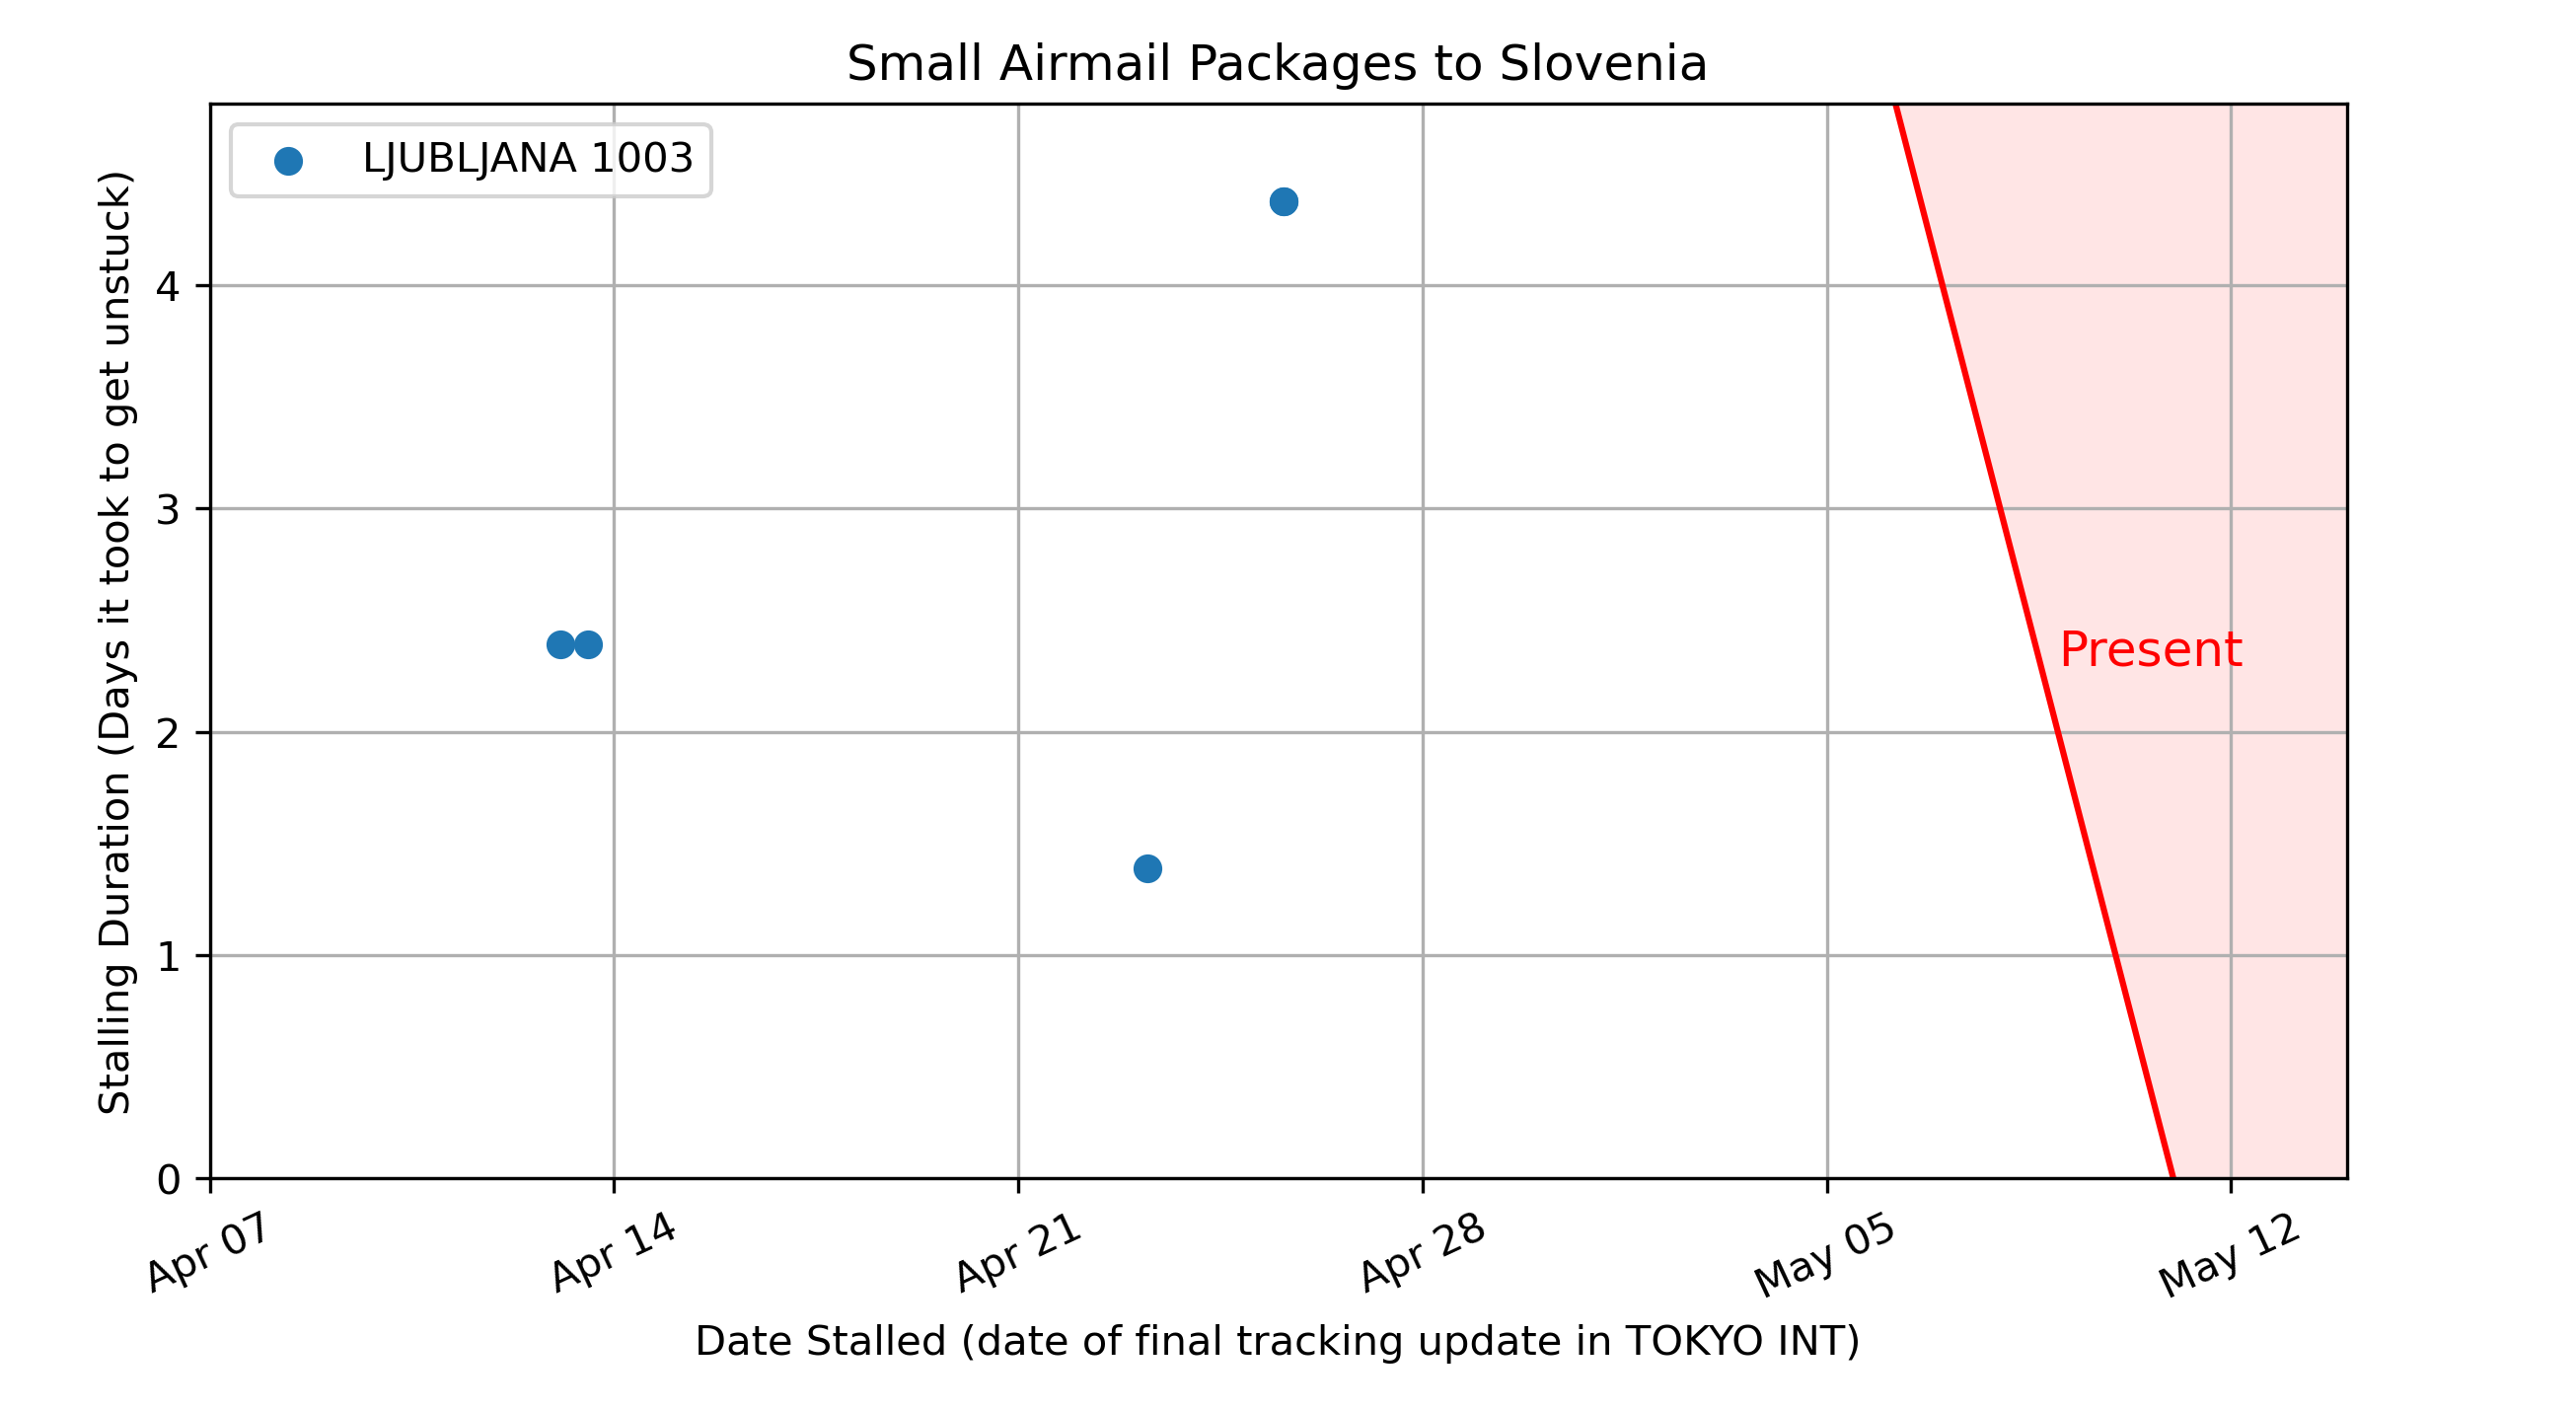 Small Airmail Packages to Slovenia
LJUBLJANA 1003
Stalling Duration (Days it took to get unstuck)
4
3
2
1
0
Present
Apr 07
Apr 14
Apr 21
Apr 28
May 05
May 12
Date Stalled (date of final tracking update in TOKYO INT)